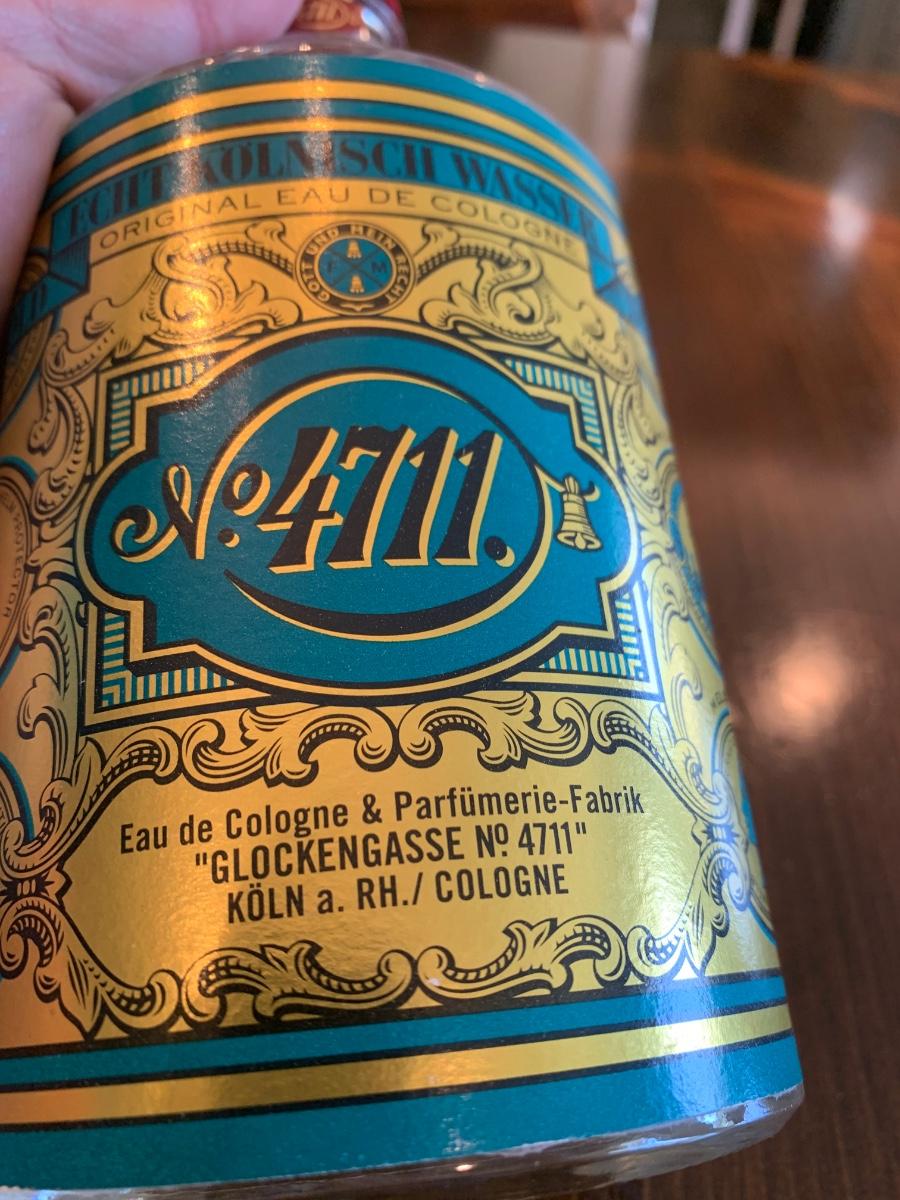 ECHT KÖLNISCH WASSER
ORIGINAL EAU DE COLOGNE
GOTT UND MEIN RECHT
F M
№ 4711.
PROTECTOR
Eau de Cologne & Parfümerie-Fabrik
"GLOCKENGASSE № 4711"
KÖLN a. RH./ COLOGNE